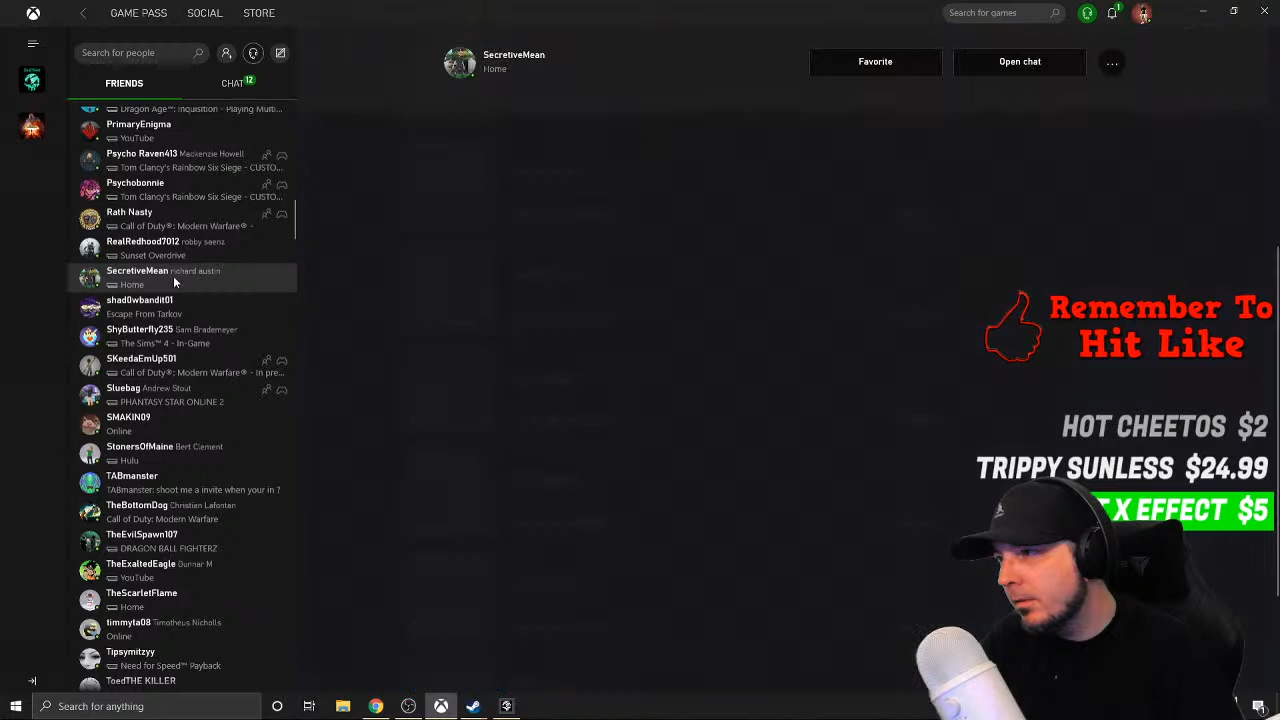 GAME PASS SOCIAL STORE
Search for games
1
Search for people
FRIENDS
CHAT 12
SecretiveMean
Home
Favorite
Open chat
...
Dragon Age™: Inquisition - Playing Multi...
PrimaryEnigma
YouTube
Psycho Raven413 Mackenzie Howell
Tom Clancy's Rainbow Six Siege - CUSTO...
Psychobonnie
Tom Clancy's Rainbow Six Siege - CUSTO...
Rath Nasty
Call of Duty®: Modern Warfare® -
RealRedhood7012 robby saenz
Sunset Overdrive
SecretiveMean richard austin
Home
shad0wbandit01
Escape From Tarkov
ShyButterfly235 Sam Brademeyer
The Sims™ 4 - In-Game
SKeedaEmUp501
Call of Duty®: Modern Warfare® - In pre...
Sluebag Andrew Stout
PHANTASY STAR ONLINE 2
SMAKIN09
Online
StonersOfMaine Bert Clement
Hulu
TABmanster
TABmanster: shoot me a invite when your in ?
TheBottomDog Christien Lafontan
Call of Duty: Modern Warfare
TheEvilSpawn107
DRAGON BALL FIGHTERZ
TheExaltedEagle Gunnar M
YouTube
TheScarletFlame
Home
timmyta08 Timotheus Nicholls
Online
Tipsymitzyy
Need for Speed™ Payback
ToedTHE KILLER
Remember To
Hit Like
HOT CHEETOS $2
TRIPPY SUNLESS $24.99
X EFFECT $5
Search for anything
1